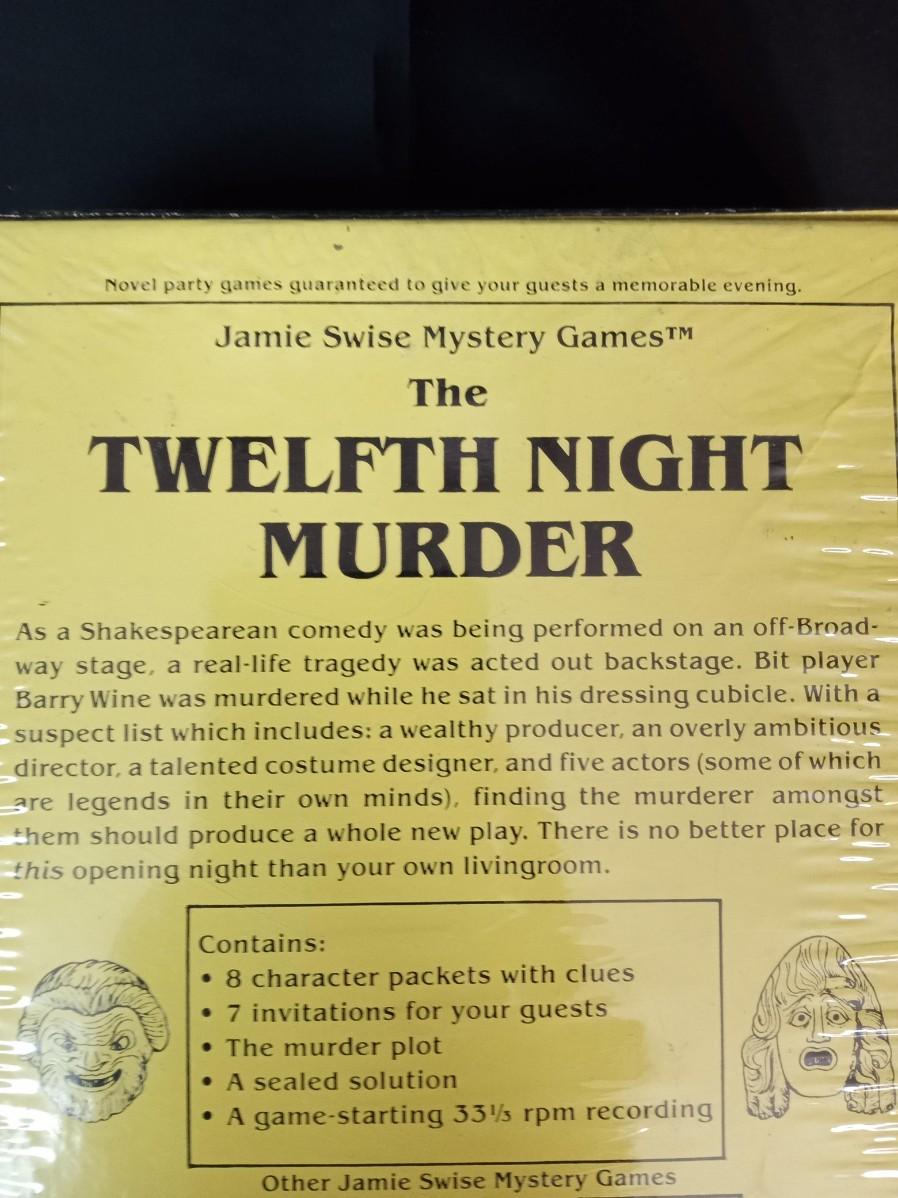 Novel party games guaranteed to give your guests a memorable evening.
Jamie Swise Mystery Games™
The
TWELFTH NIGHT
MURDER
As a Shakespearean comedy was being performed on an off-Broad-
way stage, a real-life tragedy was acted out backstage. Bit player
Barry Wine was murdered while he sat in his dressing cubicle. With a
suspect list which includes: a wealthy producer, an overly ambitious
director, a talented costume designer, and five actors (some of which
are legends in their own minds), finding the murderer amongst
them should produce a whole new play. There is no better place for
this opening night than your own livingroom.
Contains:
• 8 character packets with clues
• 7 invitations for your guests
• The murder plot
• A sealed solution
• A game-starting 33⅓ rpm recording
Other Jamie Swise Mystery Games